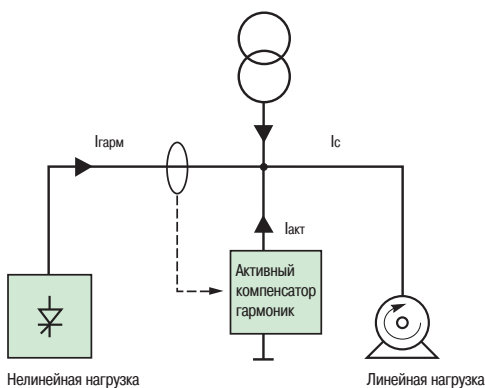 Iгарм
Ic
Iакт
Активный
компенсатор
гармоник
Нелинейная нагрузка
Линейная нагрузка